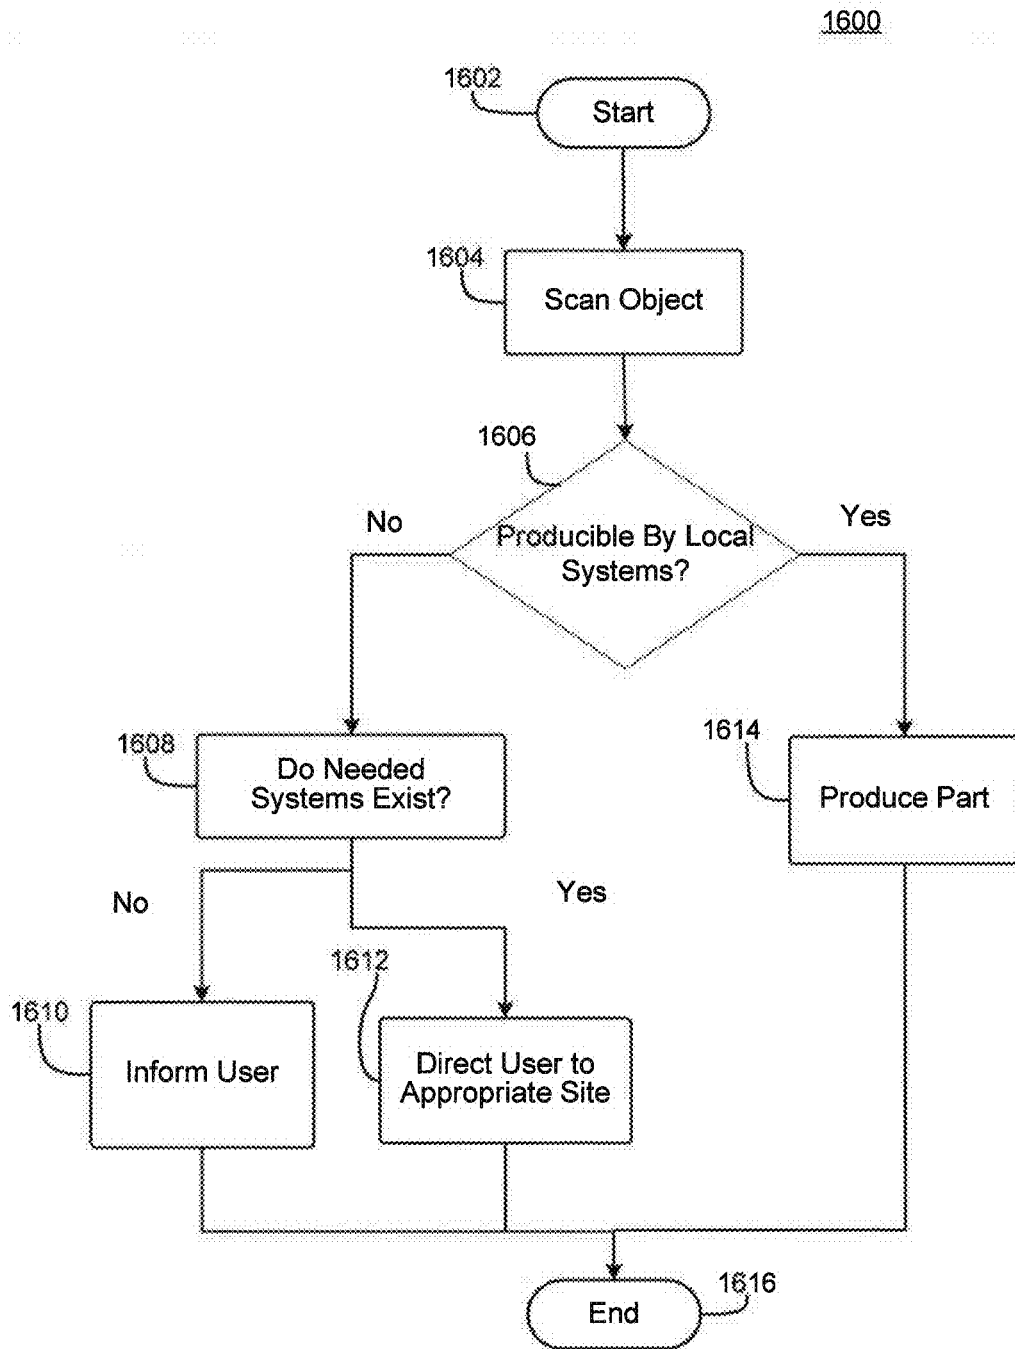 1600
1602
Start
1604
Scan Object
1606
No
Yes
Producible By Local
Systems?
1608
Do Needed
Systems Exist?
1614
Produce Part
No
Yes
1612
1610
Inform User
Direct User to
Appropriate Site
End
1616